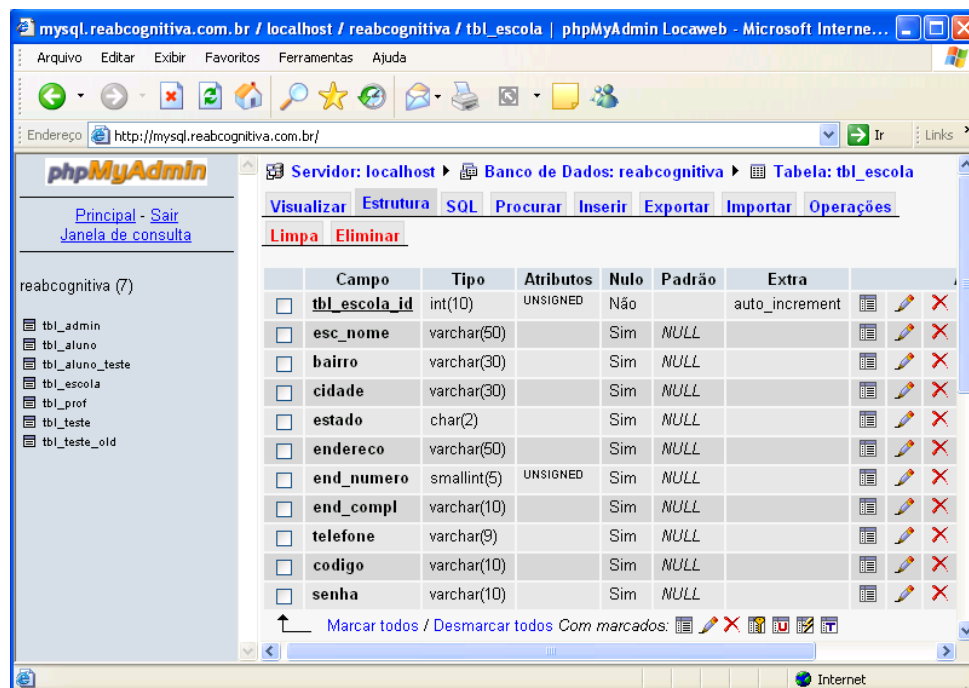 mysql.reabcognitiva.com.br / localhost / reabcognitiva / tbl_escola | phpMyAdmin Locaweb - Microsoft Interne...
Arquivo Editar Exibir Favoritos Ferramentas Ajuda
Endereço http://mysql.reabcognitiva.com.br/ Ir Links
phpMyAdmin
Principal - Sair
Janela de consulta
reabcognitiva (7)
tbl_admin
tbl_aluno
tbl_aluno_teste
tbl_escola
tbl_prof
tbl_teste
tbl_teste_old
Servidor: localhost Banco de Dados: reabcognitiva Tabela: tbl_escola
Visualizar Estrutura SQL Procurar Inserir Exportar Importar Operações
Limpa Eliminar
Campo Tipo Atributos Nulo Padrão Extra
tbl_escola_id int(10) UNSIGNED Não auto_increment
esc_nome varchar(50) Sim NULL
bairro varchar(30) Sim NULL
cidade varchar(30) Sim NULL
estado char(2) Sim NULL
endereco varchar(50) Sim NULL
end_numero smallint(5) UNSIGNED Sim NULL
end_compl varchar(10) Sim NULL
telefone varchar(9) Sim NULL
codigo varchar(10) Sim NULL
senha varchar(10) Sim NULL
Marcar todos / Desmarcar todos Com marcados:
Internet